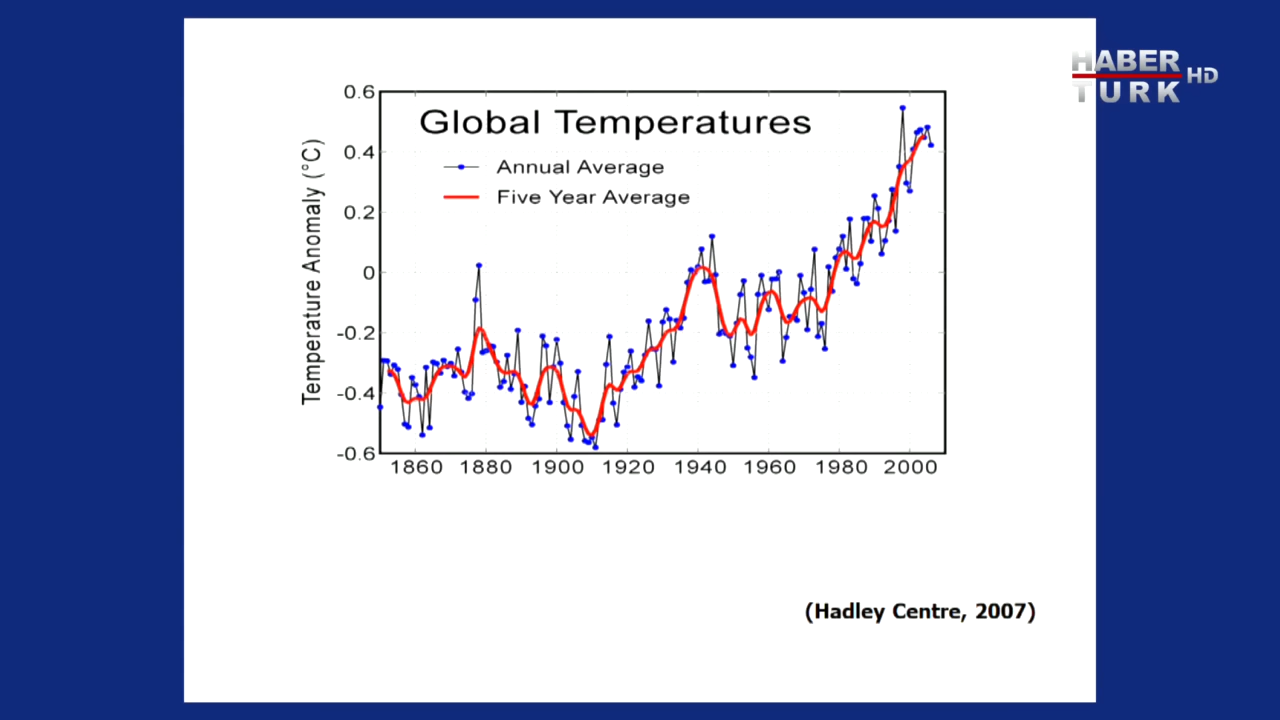 HABER
TURK HD
Global Temperatures
Annual Average
Five Year Average
Temperature Anomaly (°C)
0.6
0.4
0.2
0
-0.2
-0.4
-0.6
1860 1880 1900 1920 1940 1960 1980 2000
(Hadley Centre, 2007)